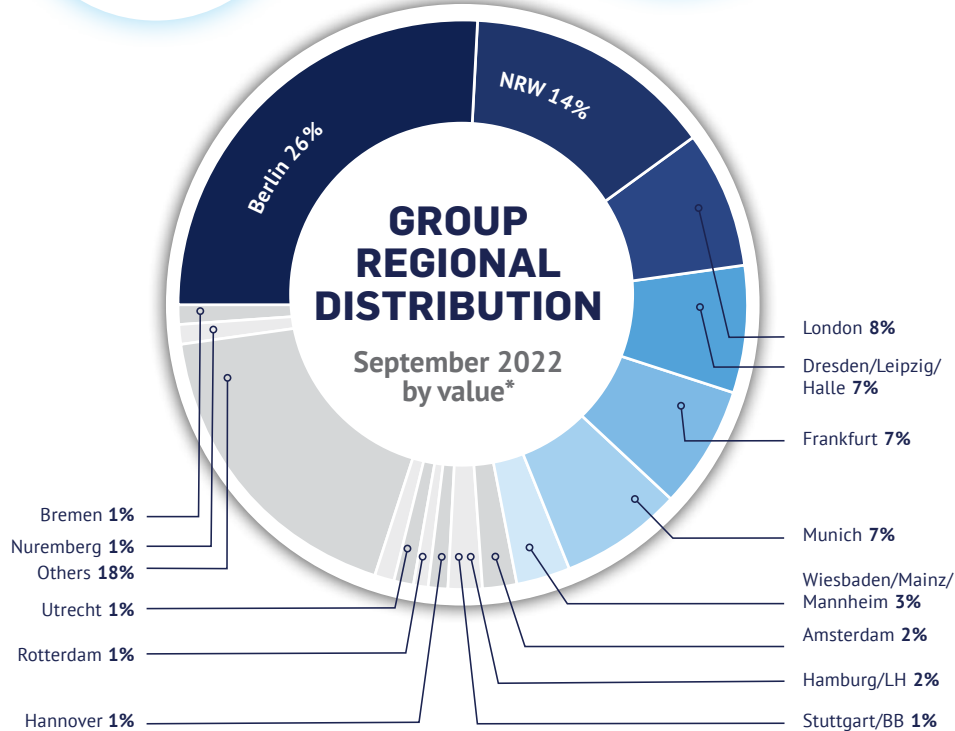 Berlin 26%
NRW 14%
GROUP
REGIONAL
DISTRIBUTION
September 2022
by value*
London 8%
Dresden/Leipzig/
Halle 7%
Frankfurt 7%
Munich 7%
Wiesbaden/Mainz/
Mannheim 3%
Amsterdam 2%
Hamburg/LH 2%
Stuttgart/BB 1%
Bremen 1%
Nuremberg 1%
Others 18%
Utrecht 1%
Rotterdam 1%
Hannover 1%